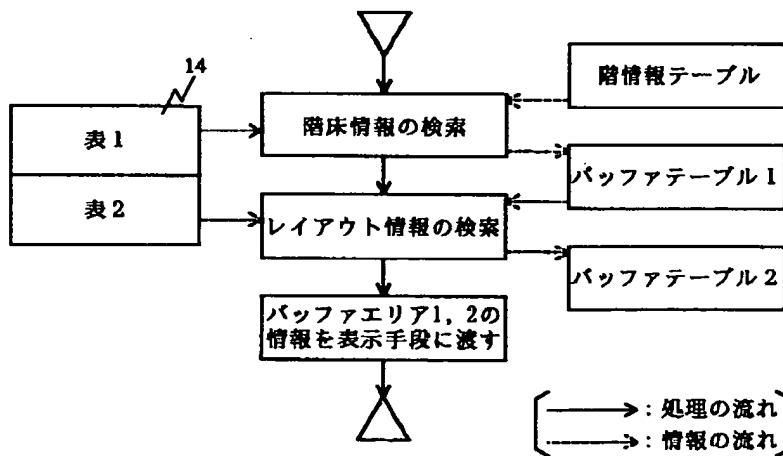 14
階情報テーブル
表1
階床情報の検索
バッファテーブル1
表2
レイアウト情報の検索
バッファテーブル2
バッファエリア1, 2の
情報を表示手段に渡す
: 処理の流れ
: 情報の流れ